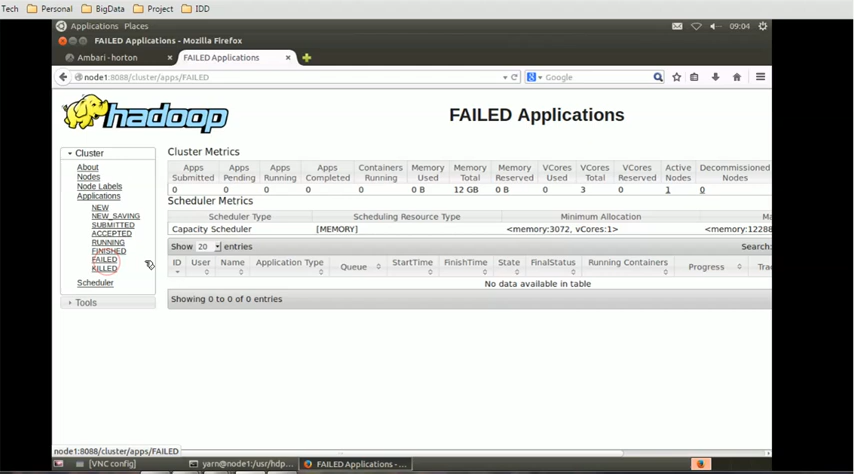 Tech Personal BigData Project IDD
Applications Places 09:04
FAILED Applications - Mozilla Firefox
Ambari - horton FAILED Applications
node1:8088/cluster/apps/FAILED Google
hadoop
FAILED Applications
Cluster
About
Nodes
Node Labels
Applications
NEW
NEW_SAVING
SUBMITTED
ACCEPTED
RUNNING
FINISHED
FAILED
KILLED
Scheduler
Tools
Cluster Metrics
Apps Submitted Apps Pending Apps Running Apps Completed Containers Running Memory Used Memory Total Memory Reserved VCores Used VCores Total VCores Reserved Active Nodes Decommissioned Nodes
0 0 0 0 0 0 B 12 GB 0 B 0 3 0 1 0
Scheduler Metrics
Scheduler Type Scheduling Resource Type Minimum Allocation Ma
Capacity Scheduler [MEMORY] <memory:3072, vCores:1> <memory:12288
Show 20 entries Search:
ID User Name Application Type Queue StartTime FinishTime State FinalStatus Running Containers Progress Trac
No data available in table
Showing 0 to 0 of 0 entries
node1:8088/cluster/apps/FAILED
[VNC config] yarn@node1:/usr/hdp... FAILED Applications -...